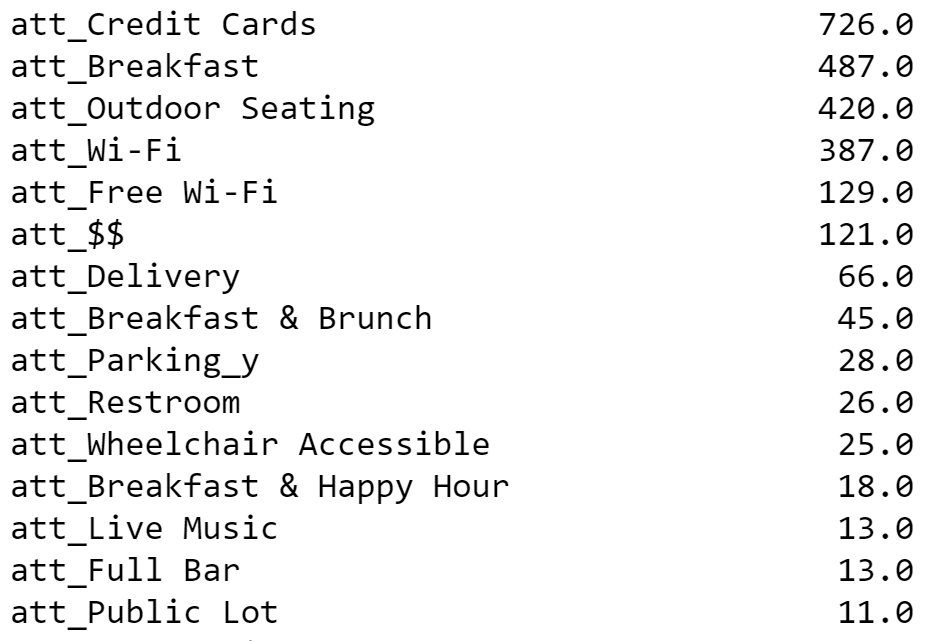 att_Credit Cards 726.0
att_Breakfast 487.0
att_Outdoor Seating 420.0
att_Wi-Fi 387.0
att_Free Wi-Fi 129.0
att_$$ 121.0
att_Delivery 66.0
att_Breakfast & Brunch 45.0
att_Parking_y 28.0
att_Restroom 26.0
att_Wheelchair Accessible 25.0
att_Breakfast & Happy Hour 18.0
att_Live Music 13.0
att_Full Bar 13.0
att_Public Lot 11.0